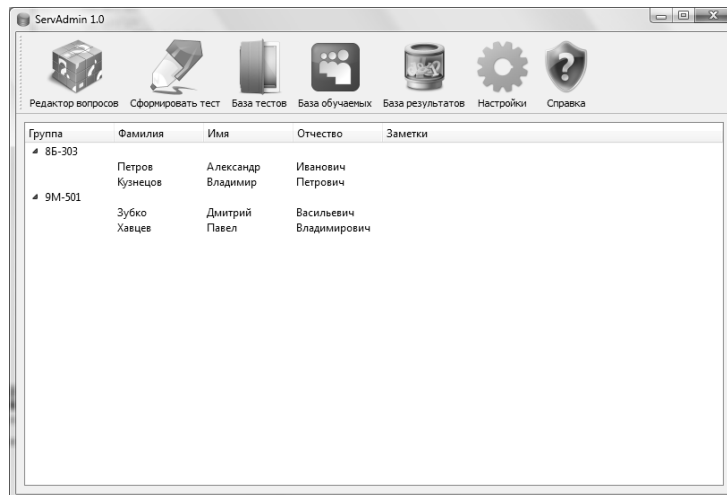 ServAdmin 1.0
Редактор вопросов Сформировать тест База тестов База обучаемых База результатов Настройки Справка
Группа Фамилия Имя Отчество Заметки
8Б-303
Петров Александр Иванович
Кузнецов Владимир Петрович
9М-501
Зубко Дмитрий Васильевич
Хавцев Павел Владимирович